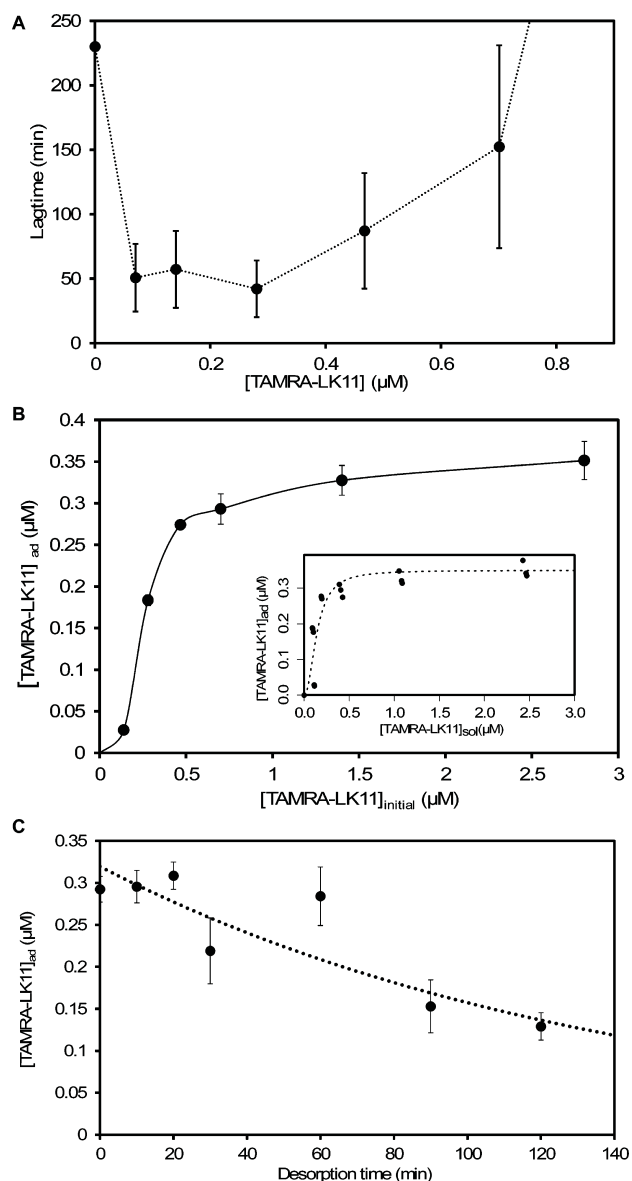 A
250
200
150
100
50
0
Lagtime (min)
0 0.2 0.4 0.6 0.8
[TAMRA-LK11] (µM)
B
0.4
0.35
0.3
0.25
0.2
0.15
0.1
0.05
0
[TAMRA-LK11] ad (µM)
0.3
0.2
0.1
0.0
[TAMRA-LK11]ad (µM)
0.0 0.5 1.0 1.5 2.0 2.5 3.0
[TAMRA-LK11]sol(µM)
0 0.5 1 1.5 2 2.5 3
[TAMRA-LK11]initial (µM)
C
0.35
0.3
0.25
0.2
0.15
0.1
0.05
0
[TAMRA-LK11]ad (µM)
0 20 40 60 80 100 120 140
Desorption time (min)